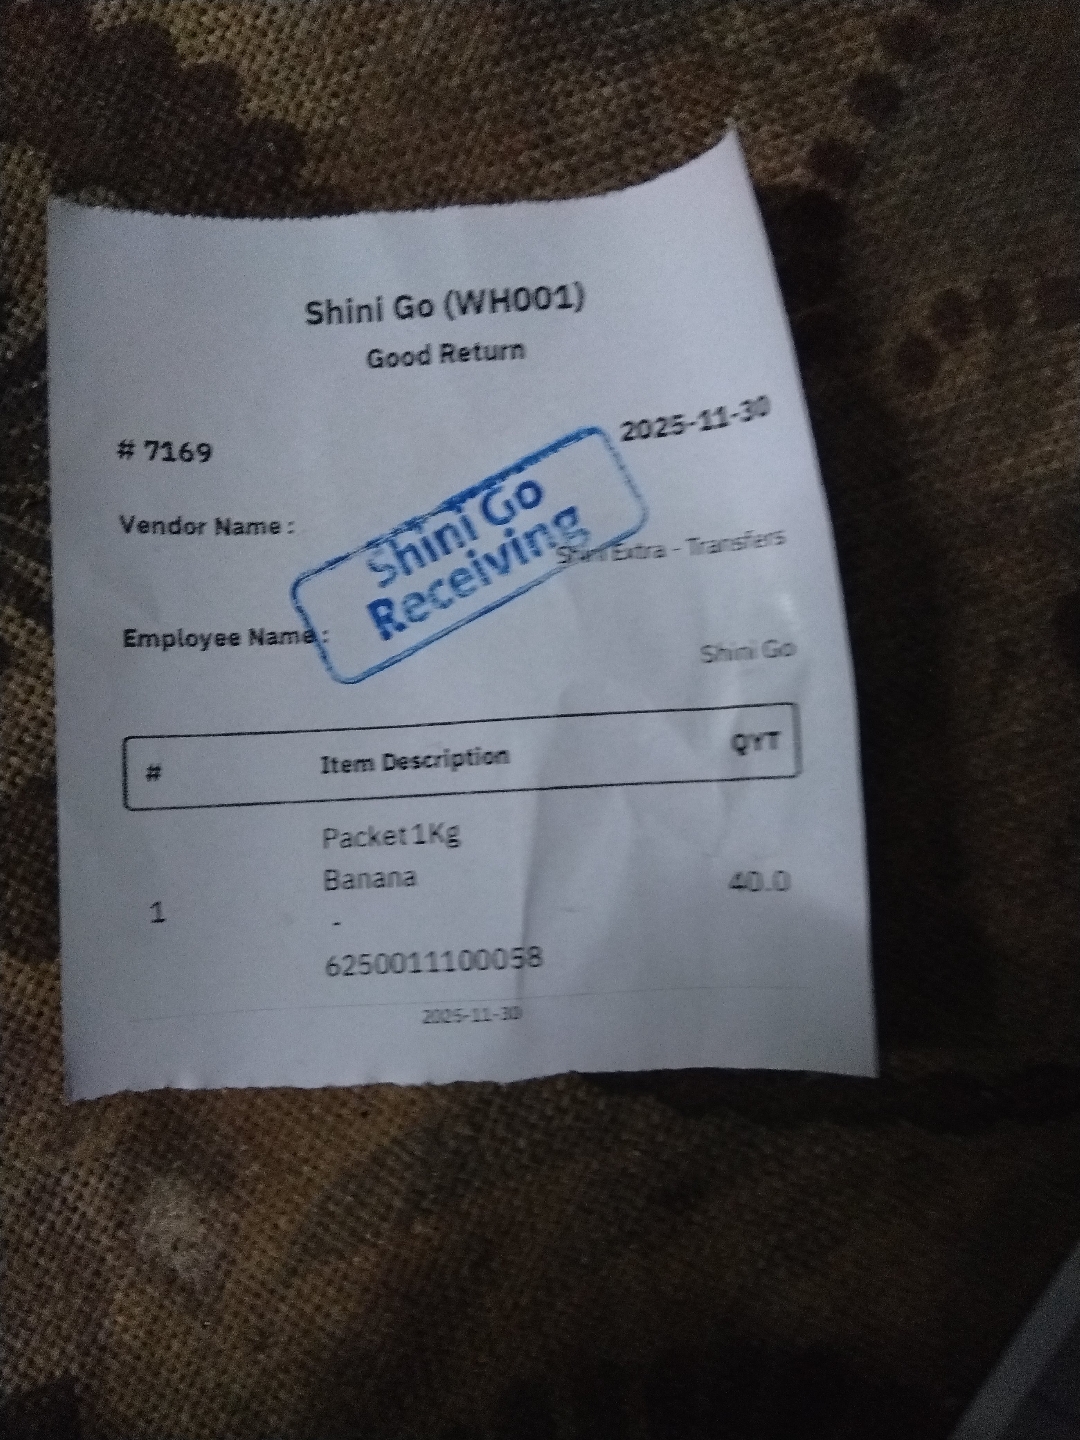 Shini Go (WH001)
Good Return
# 7169
2025-11-30
Shini Go
Receiving
Vendor Name :
Shini Extra - Transfers
Employee Name :
Shini Go
# Item Description QYT
Packet 1Kg
Banana
1 - 40.0
6250011100058
2025-11-30